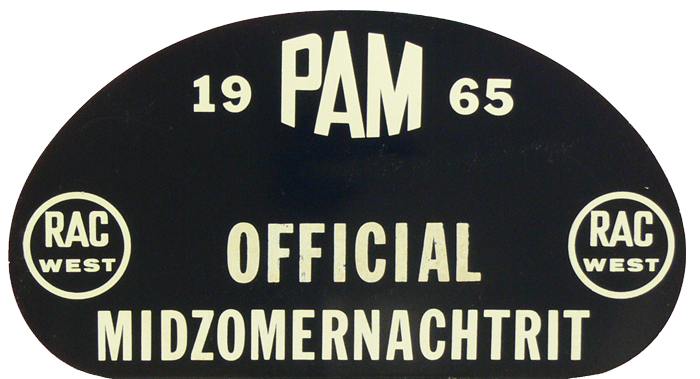 19 PAM 65
RAC
WEST
OFFICIAL
RAC
WEST
MIDZOMERNACHTRIT